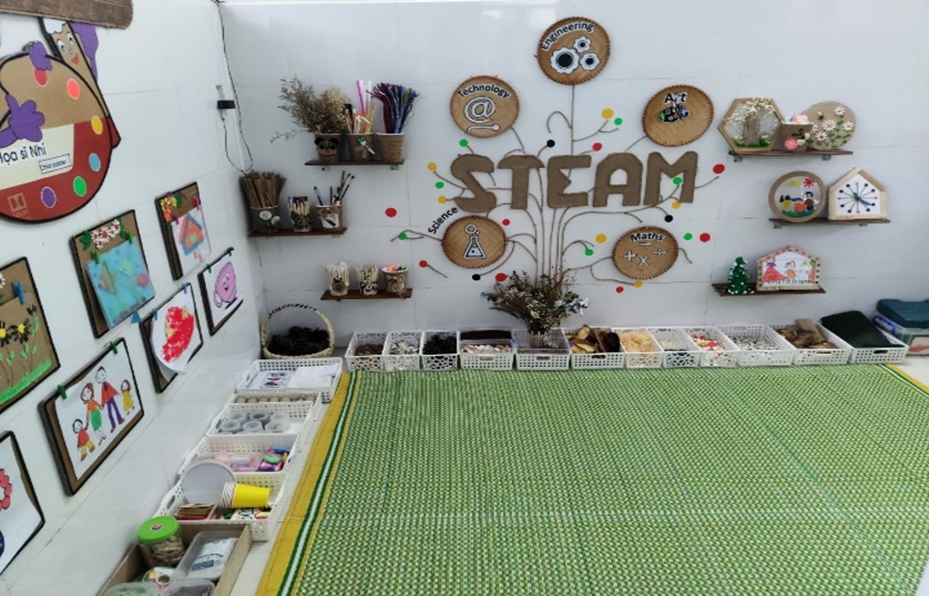 Họa sĩ Nhí
Engineering
Technology
@
Art
STEAM
Science
Maths
+ - ×